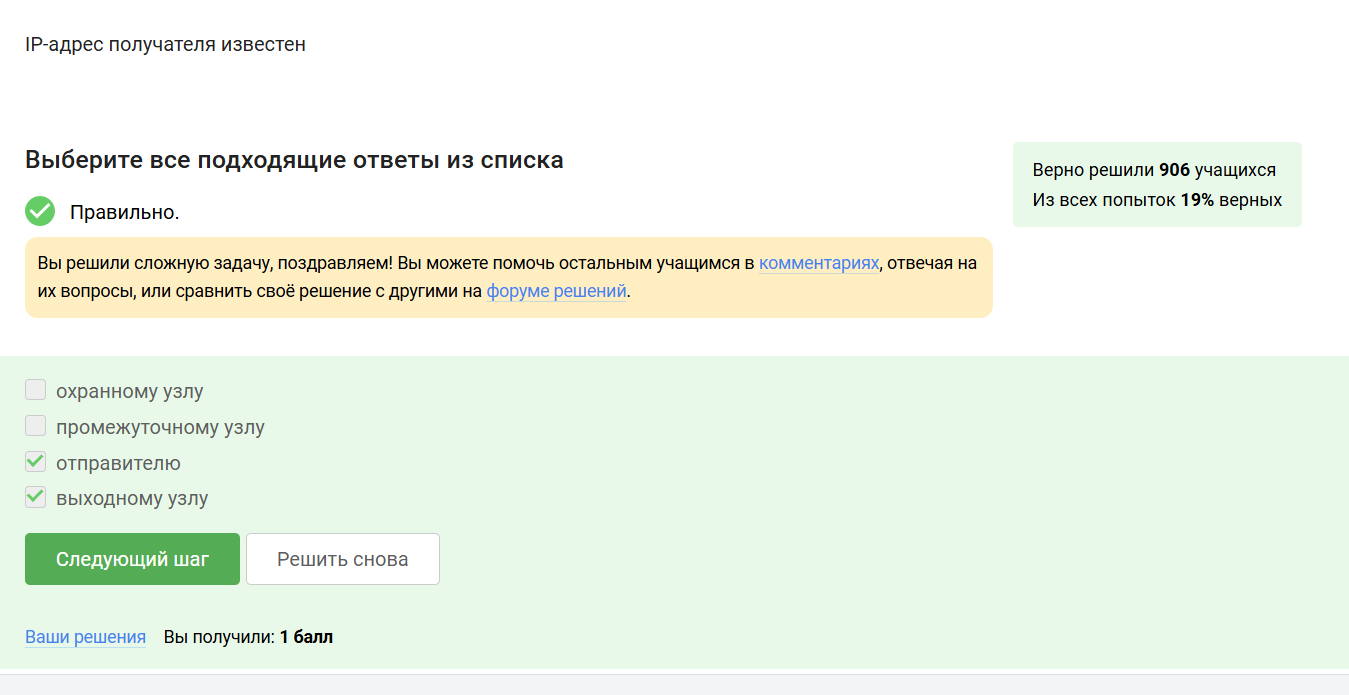 IP-адрес получателя известен
Выберите все подходящие ответы из списка
Верно решили 906 учащихся
Из всех попыток 19% верных
Правильно.
Вы решили сложную задачу, поздравляем! Вы можете помочь остальным учащимся в комментариях, отвечая на
их вопросы, или сравнить своё решение с другими на форуме решений.
охранному узлу
промежуточному узлу
отправителю
выходному узлу
Следующий шаг
Решить снова
Ваши решения Вы получили: 1 балл